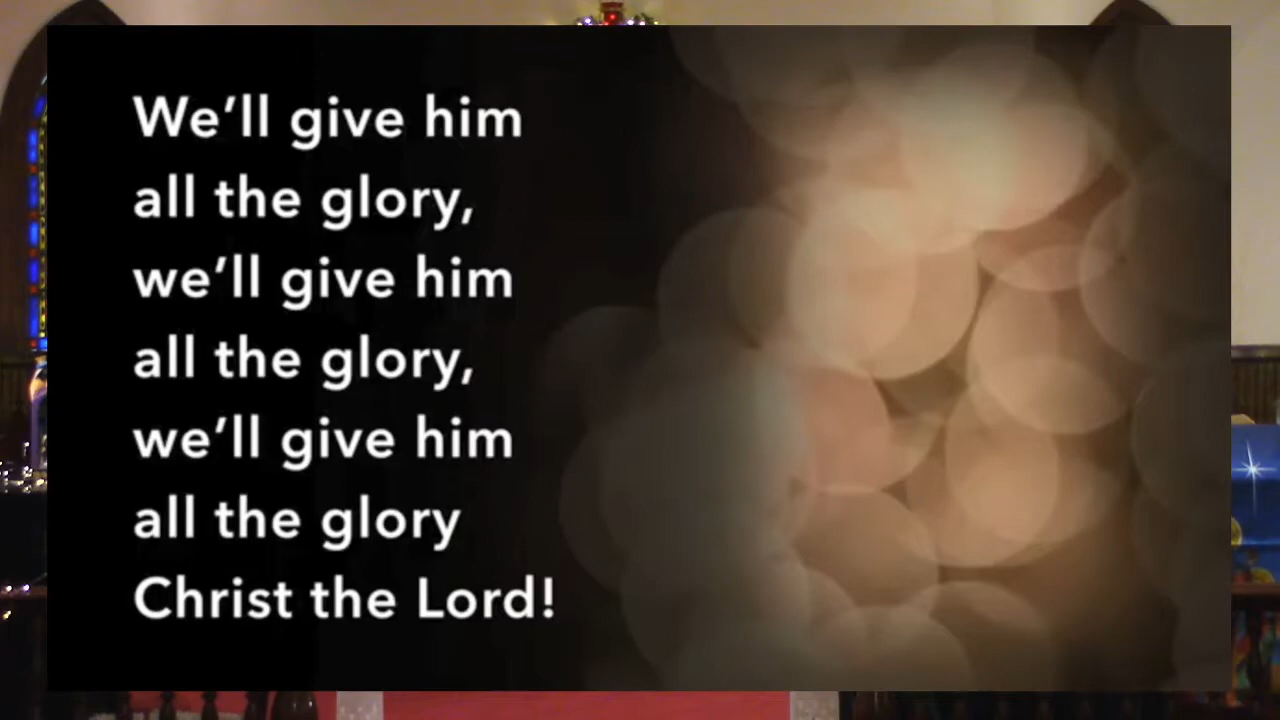 We’ll give him
all the glory,
we’ll give him
all the glory,
we’ll give him
all the glory
Christ the Lord!